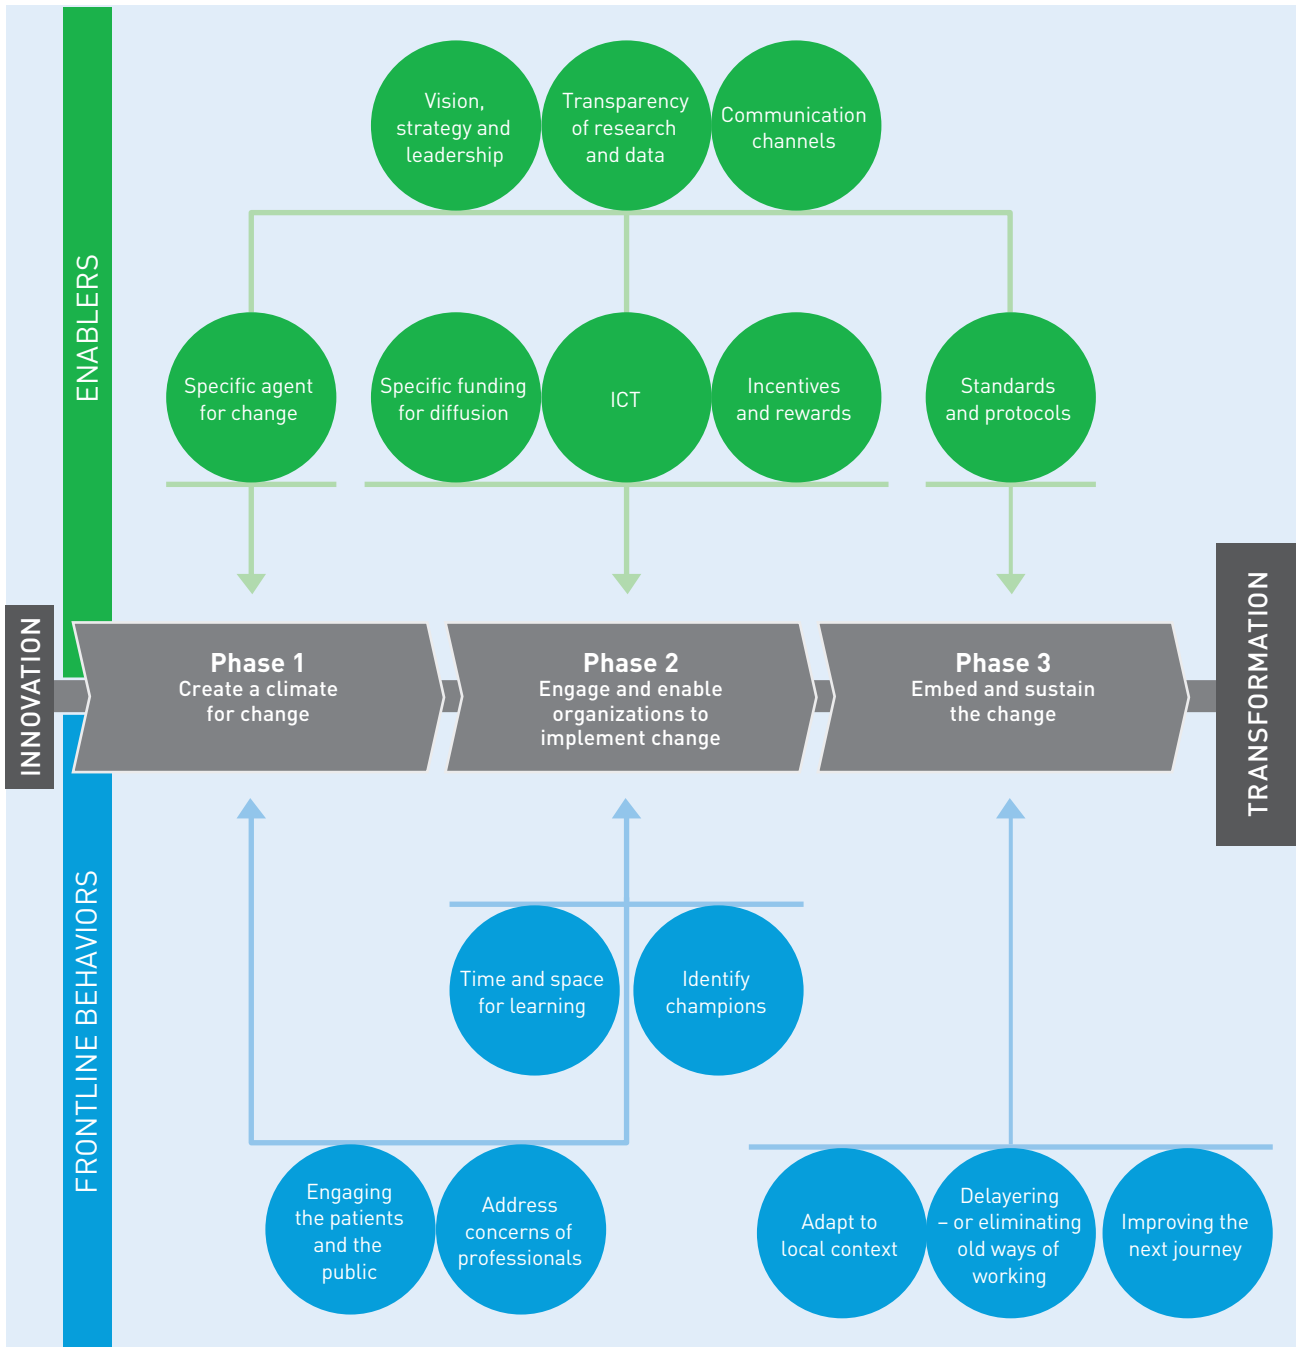 ENABLERS
Vision,
strategy and
leadership
Transparency
of research
and data
Communication
channels
Specific agent
for change
Specific funding
for diffusion
ICT
Incentives
and rewards
Standards
and protocols
INNOVATION
Phase 1
Create a climate
for change
Phase 2
Engage and enable
organizations to
implement change
Phase 3
Embed and sustain
the change
TRANSFORMATION
FRONTLINE BEHAVIORS
Time and space
for learning
Identify
champions
Engaging
the patients
and the
public
Address
concerns of
professionals
Adapt to
local context
Delayering
– or eliminating
old ways of
working
Improving the
next journey